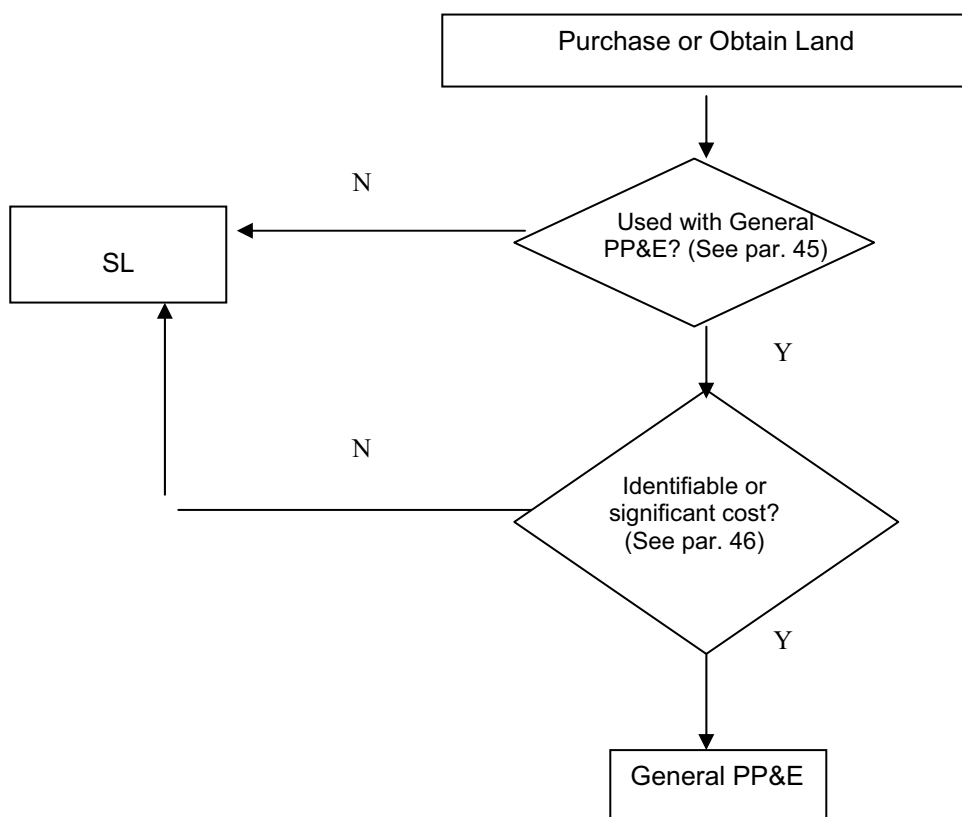 Purchase or Obtain Land
N
Used with General
PP&E? (See par. 45)
SL
Y
N
Identifiable or
significant cost?
(See par. 46)
Y
General PP&E